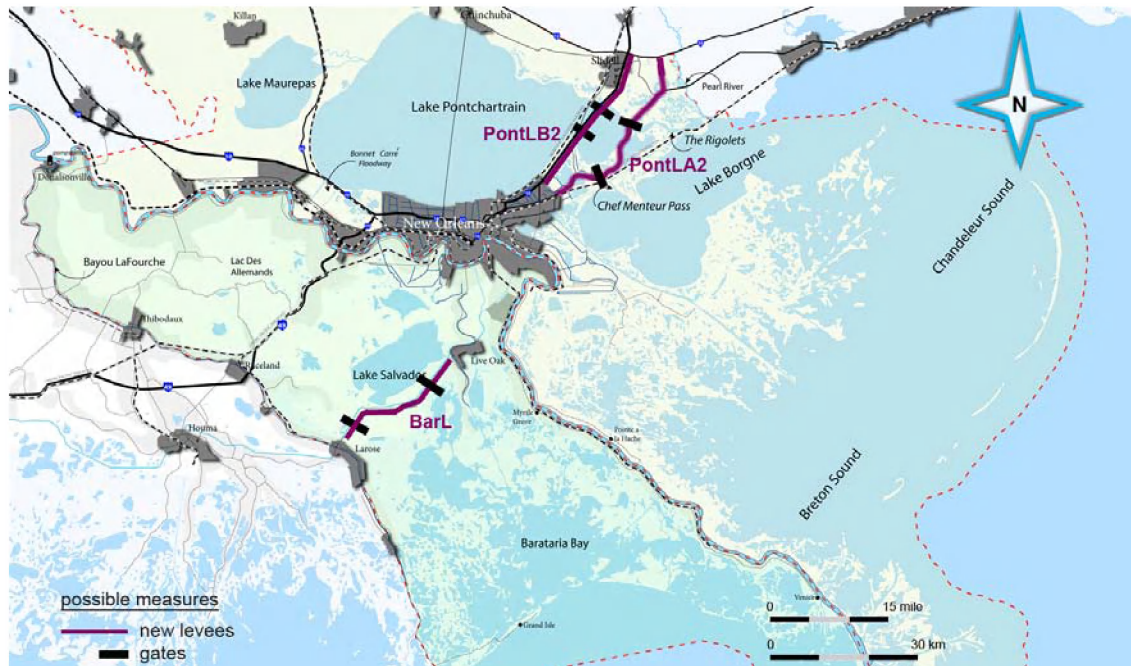 Killan
Chinchuba
Slidell
Lake Maurepas
Lake Pontchartrain
Pearl River
PontLB2
N
The Rigolets
Bonnet Carré
Floodway
PontLA2
Lake Borgne
Donalsonville
Chef Menteur Pass
New Orleans
Chandeleur Sound
Bayou LaFourche
Lac Des
Allemands
Thibodaux
Raceland
Live Oak
Lake Salvador
BarL
Myrtle
Grove
Houma
Larose
Pointe a
la Hache
Breton Sound
Barataria Bay
possible measures
Venice
0 15 mile
new levees
Grand Isle
gates
0 30 km